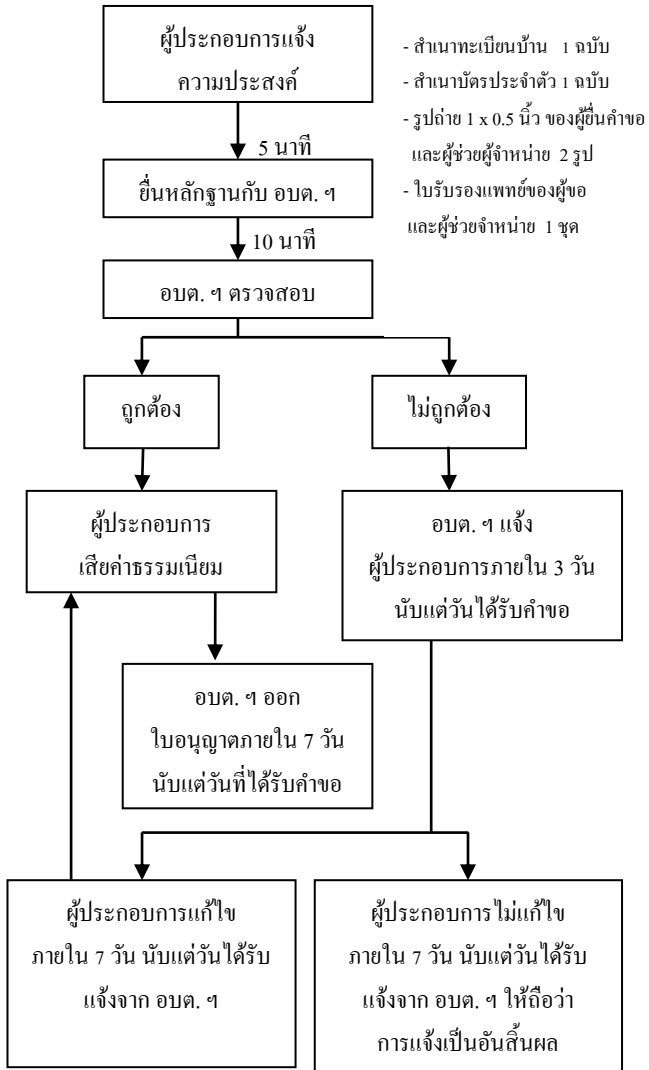 ผู้ประกอบการแจ้ง
ความประสงค์
- สำเนาทะเบียนบ้าน 1 ฉบับ
- สำเนาบัตรประจำตัว 1 ฉบับ
- รูปถ่าย 1 x 0.5 นิ้ว ของผู้ยื่นคำขอ
และผู้ช่วยผู้จำหน่าย 2 รูป
- ใบรับรองแพทย์ของผู้ขอ
และผู้ช่วยจำหน่าย 1 ชุด
5 นาที
ยื่นหลักฐานกับ อบต. ฯ
10 นาที
อบต. ฯ ตรวจสอบ
ถูกต้อง
ไม่ถูกต้อง
ผู้ประกอบการ
เสียค่าธรรมเนียม
อบต. ฯ แจ้ง
ผู้ประกอบการภายใน 3 วัน
นับแต่วันได้รับคำขอ
อบต. ฯ ออก
ใบอนุญาตภายใน 7 วัน
นับแต่วันที่ได้รับคำขอ
ผู้ประกอบการแก้ไข
ภายใน 7 วัน นับแต่วันได้รับ
แจ้งจาก อบต. ฯ
ผู้ประกอบการไม่แก้ไข
ภายใน 7 วัน นับแต่วันได้รับ
แจ้งจาก อบต. ฯ ให้ถือว่า
การแจ้งเป็นอันสิ้นผล